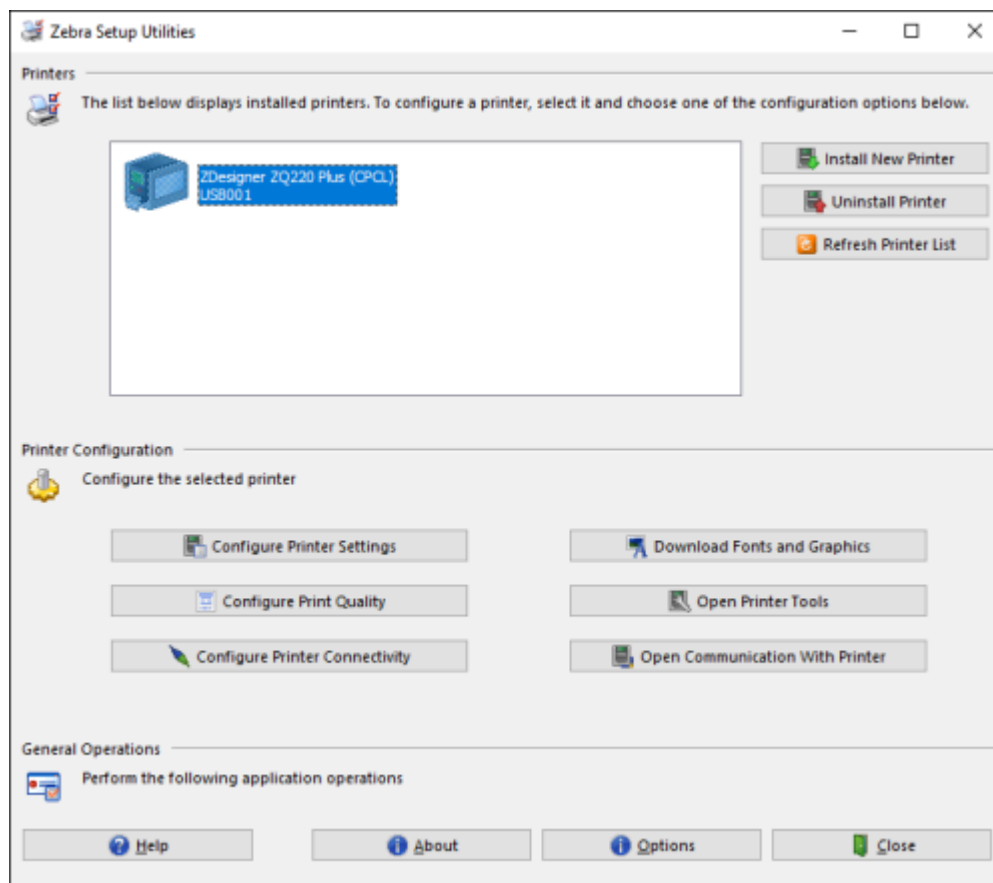 Zebra Setup Utilities
Printers
The list below displays installed printers. To configure a printer, select it and choose one of the configuration options below.
ZDesigner ZQ220 Plus (CPCL)
USB001
Install New Printer
Uninstall Printer
Refresh Printer List
Printer Configuration
Configure the selected printer
Configure Printer Settings
Download Fonts and Graphics
Configure Print Quality
Open Printer Tools
Configure Printer Connectivity
Open Communication With Printer
General Operations
Perform the following application operations
Help
About
Options
Close